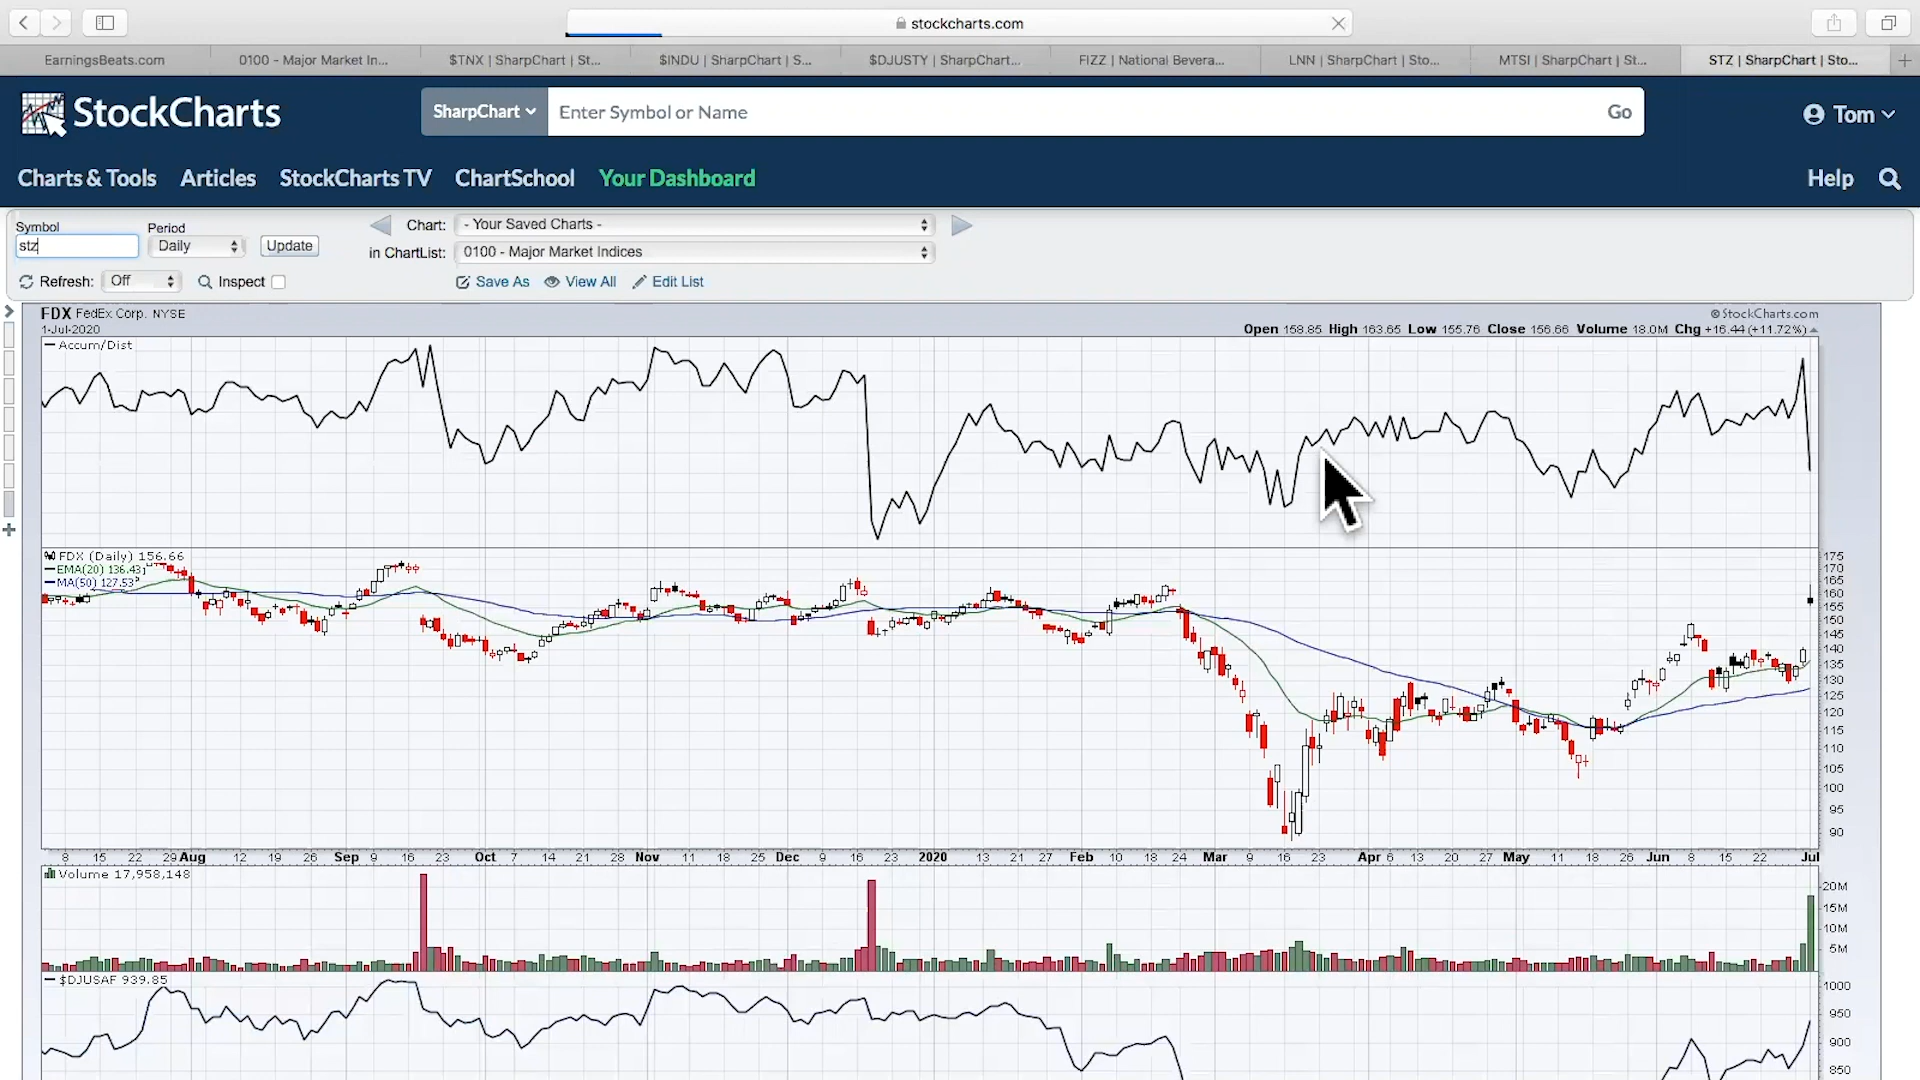 stockcharts.com
EarningsBeats.com
0100 - Major Market In...
$TNX | SharpChart | St...
$INDU | SharpChart | S...
$DJUSTY | SharpChart...
FIZZ | National Bevera...
LNN | SharpChart | Sto...
MTSI | SharpChart | St...
STZ | SharpChart | Sto...
StockCharts
SharpChart
Enter Symbol or Name
Go
Tom
Charts & Tools
Articles
StockCharts TV
ChartSchool
Your Dashboard
Help
Symbol
Period
Chart: - Your Saved Charts -
stz
Daily
Update
in ChartList: 0100 - Major Market Indices
Refresh: Off
Inspect
Save As
View All
Edit List
FDX FedEx Corp. NYSE
© StockCharts.com
1-Jul-2020
Open 158.85 High 163.65 Low 155.76 Close 156.66 Volume 18.0M Chg +16.44 (+11.72%)
Accum/Dist
FDX (Daily) 156.66
EMA(20) 136.43
MA(50) 127.53
175
170
165
160
155
150
145
140
135
130
125
120
115
110
105
100
95
90
8 15 22 29 Aug 12 19 26 Sep 9 16 23 Oct 7 14 21 28 Nov 11 18 25 Dec 9 16 23 2020 13 21 27 Feb 10 18 24 Mar 9 16 23 Apr 6 13 20 27 May 11 18 26 Jun 8 15 22 Jul
Volume 17,958,148
20M
15M
10M
5M
$DJUSAF 939.85
1000
950
900
850